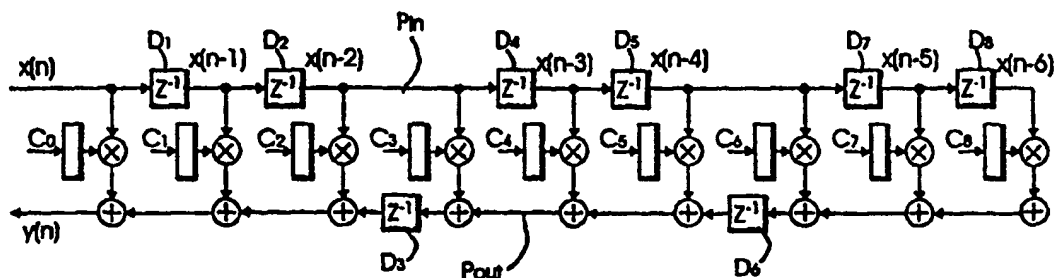 D1 D2 Pin D4 D5 D7 D8
x(n) x(n-1) x(n-2) x(n-3) x(n-4) x(n-5) x(n-6)
Z-1 Z-1 Z-1 Z-1 Z-1 Z-1
C0 C1 C2 C3 C4 C5 C6 C7 C8
Z-1 Z-1
y(n) D3 Pout D6